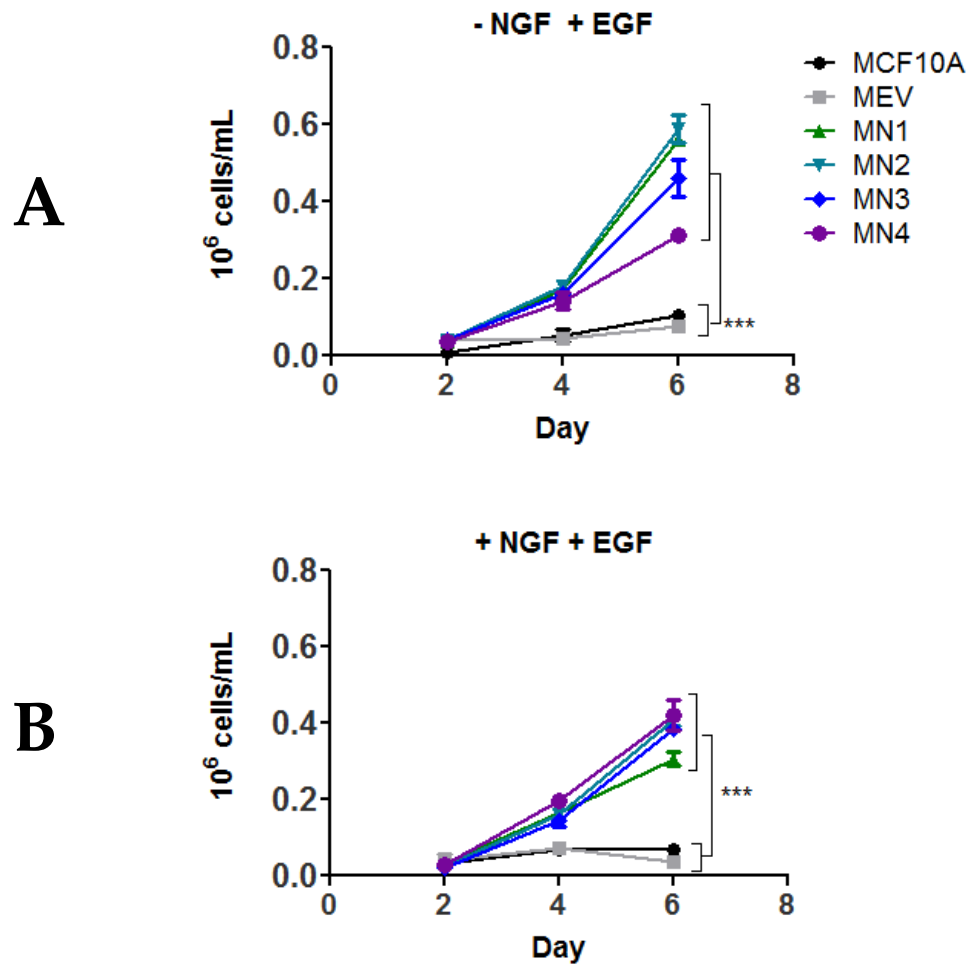 A
- NGF + EGF
10⁶ cells/mL
0.8
0.6
0.4
0.2
0.0
0 2 4 6 8
Day
***
MCF10A
MEV
MN1
MN2
MN3
MN4
B
+ NGF + EGF
10⁶ cells/mL
0.8
0.6
0.4
0.2
0.0
0 2 4 6 8
Day
***